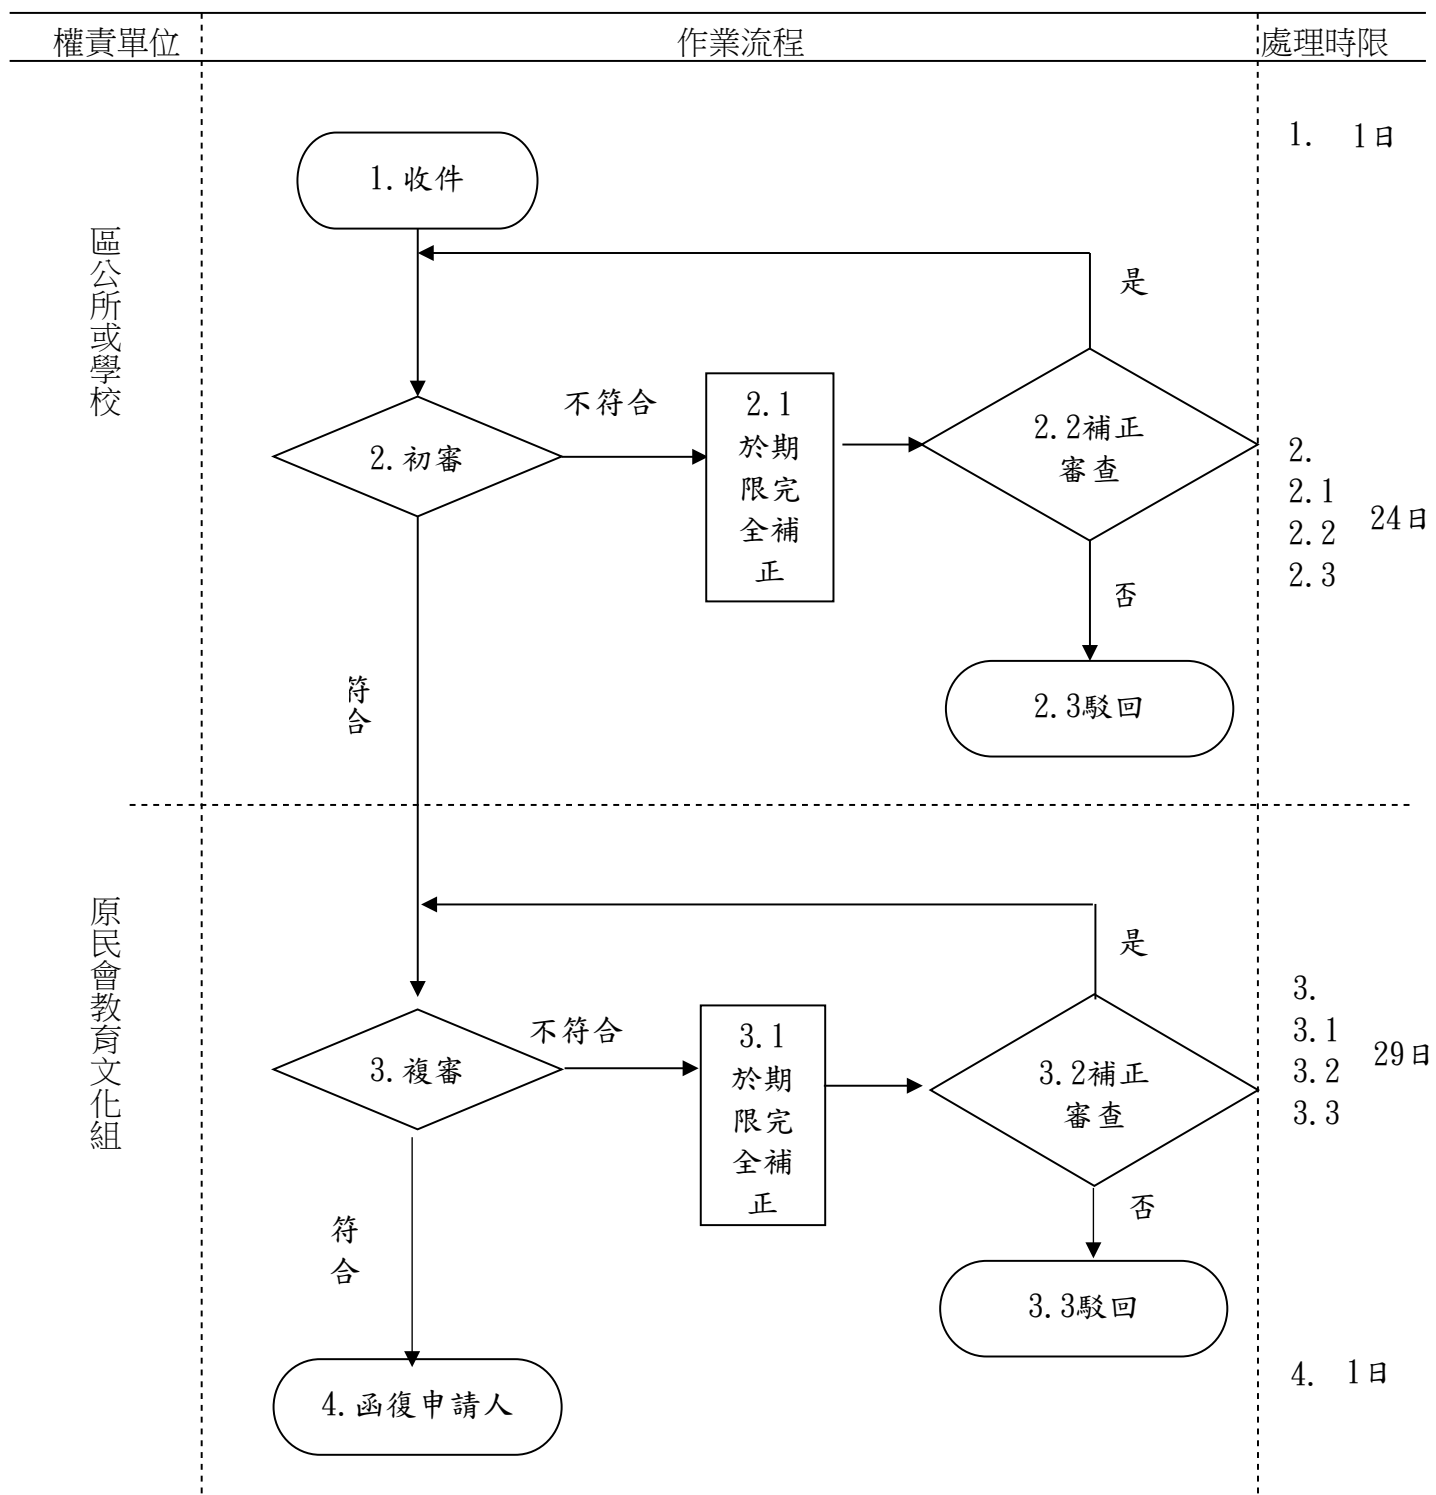 權責單位
作業流程
處理時限
區公所或學校
1.收件
1. 1日
是
不符合
2.初審
2.1
於期
限完
全補
正
2.2補正
審查
2.
2.1
2.2
2.3
24日
否
符
合
2.3駁回
原民會教育文化組
是
不符合
3.複審
3.1
於期
限完
全補
正
3.2補正
審查
3.
3.1
3.2
3.3
29日
否
符
合
3.3駁回
4.函復申請人
4. 1日